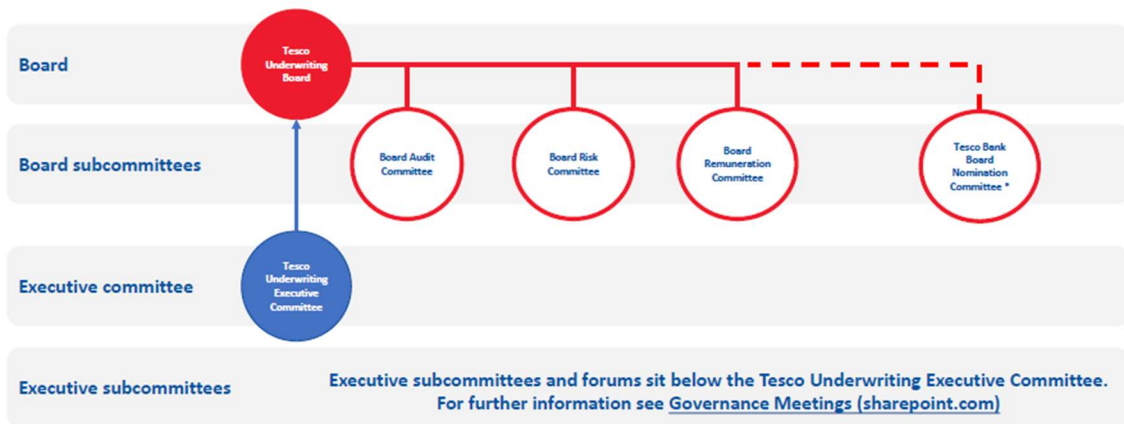 Board
Tesco
Underwriting
Board
Board subcommittees
Board Audit
Committee
Board Risk
Committee
Board
Remuneration
Committee
Tesco Bank
Board
Nomination
Committee *
Executive committee
Tesco
Underwriting
Executive
Committee
Executive subcommittees
Executive subcommittees and forums sit below the Tesco Underwriting Executive Committee.
For further information see Governance Meetings (sharepoint.com)